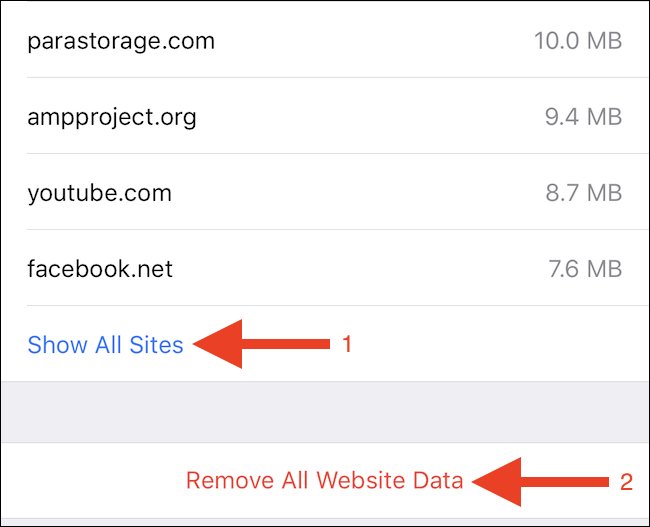 parastorage.com 10.0 MB
ampproject.org 9.4 MB
youtube.com 8.7 MB
facebook.net 7.6 MB
Show All Sites 1
Remove All Website Data 2